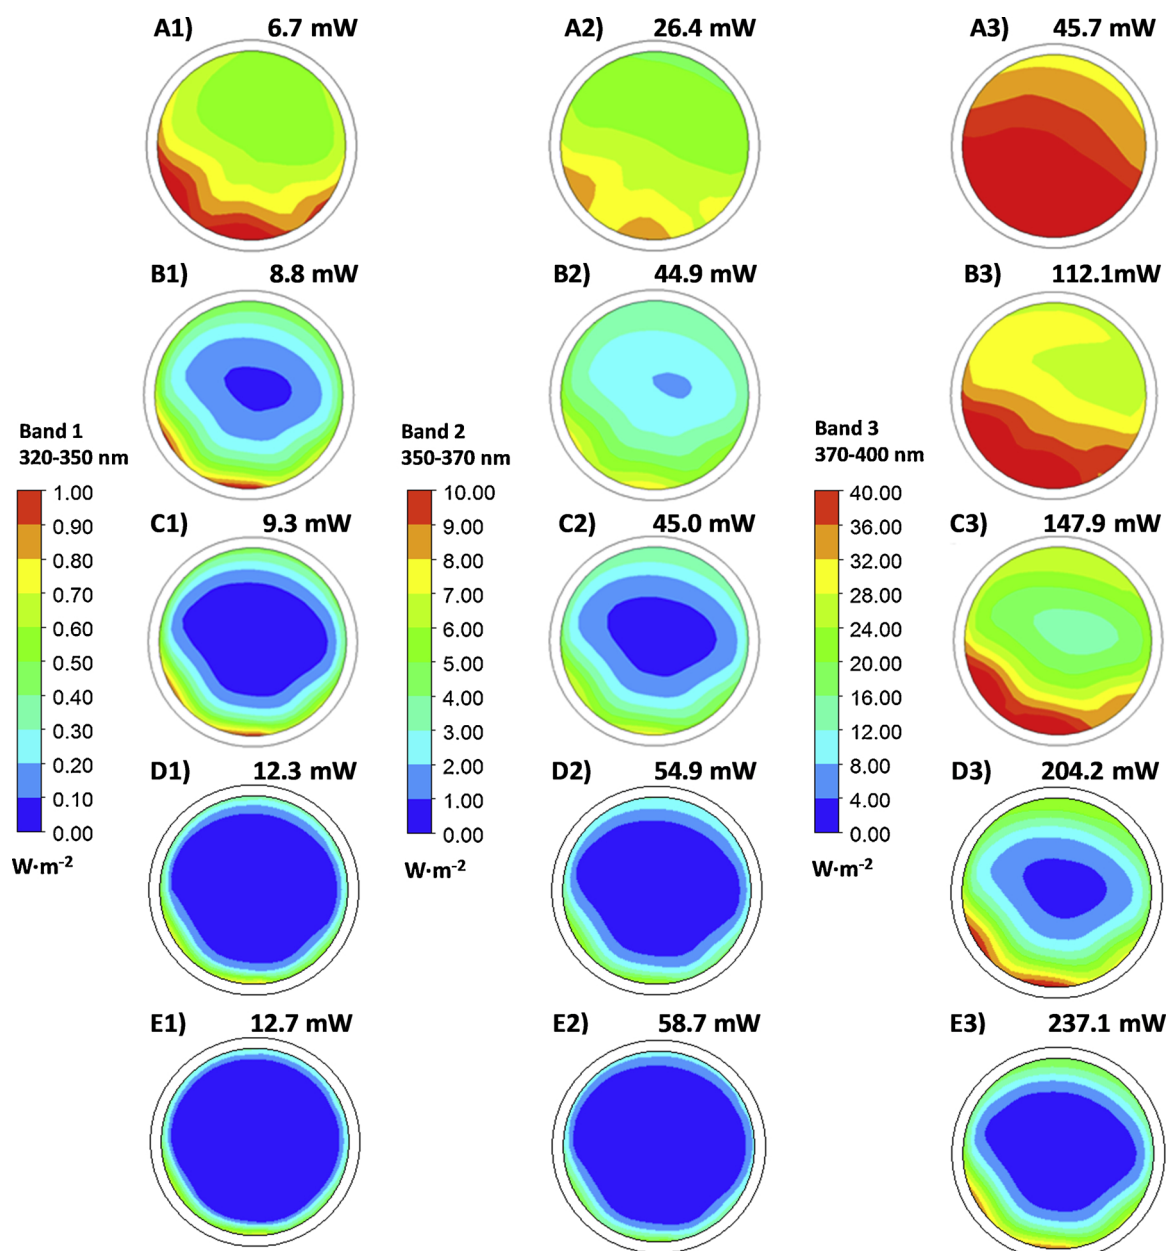 A1) 6.7 mW
A2) 26.4 mW
A3) 45.7 mW
B1) 8.8 mW
B2) 44.9 mW
B3) 112.1mW
Band 1
320-350 nm
1.00
0.90
0.80
0.70
0.60
0.50
0.40
0.30
0.20
0.10
0.00
W·m-2
Band 2
350-370 nm
10.00
9.00
8.00
7.00
6.00
5.00
4.00
3.00
2.00
1.00
0.00
W·m-2
Band 3
370-400 nm
40.00
36.00
32.00
28.00
24.00
20.00
16.00
12.00
8.00
4.00
0.00
W·m-2
C1) 9.3 mW
C2) 45.0 mW
C3) 147.9 mW
D1) 12.3 mW
D2) 54.9 mW
D3) 204.2 mW
E1) 12.7 mW
E2) 58.7 mW
E3) 237.1 mW